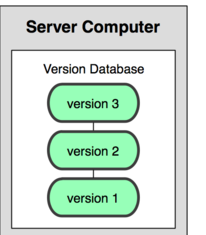 Server Computer
Version Database
version 3
version 2
version 1